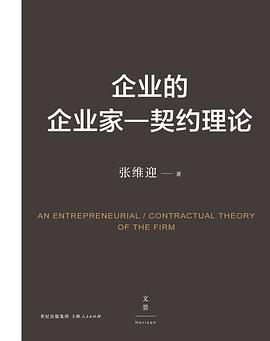 企业的
企业家—契约理论
张维迎 — 著
AN ENTREPRENEURIAL / CONTRACTUAL THEORY
OF THE FIRM
文景
Horizon
世纪出版集团 上海人民出版社